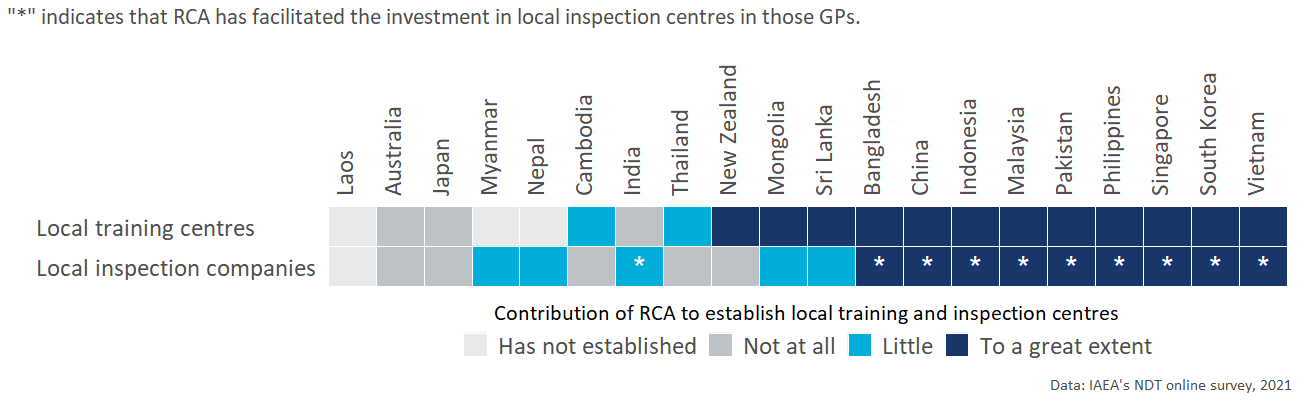 "*" indicates that RCA has facilitated the investment in local inspection centres in those GPs.
Laos
Australia
Japan
Myanmar
Nepal
Cambodia
India
Thailand
New Zealand
Mongolia
Sri Lanka
Bangladesh
China
Indonesia
Malaysia
Pakistan
Philippines
Singapore
South Korea
Vietnam
Local training centres
Local inspection companies * * * * * * * * * *
Contribution of RCA to establish local training and inspection centres
Has not established Not at all Little To a great extent
Data: IAEA's NDT online survey, 2021